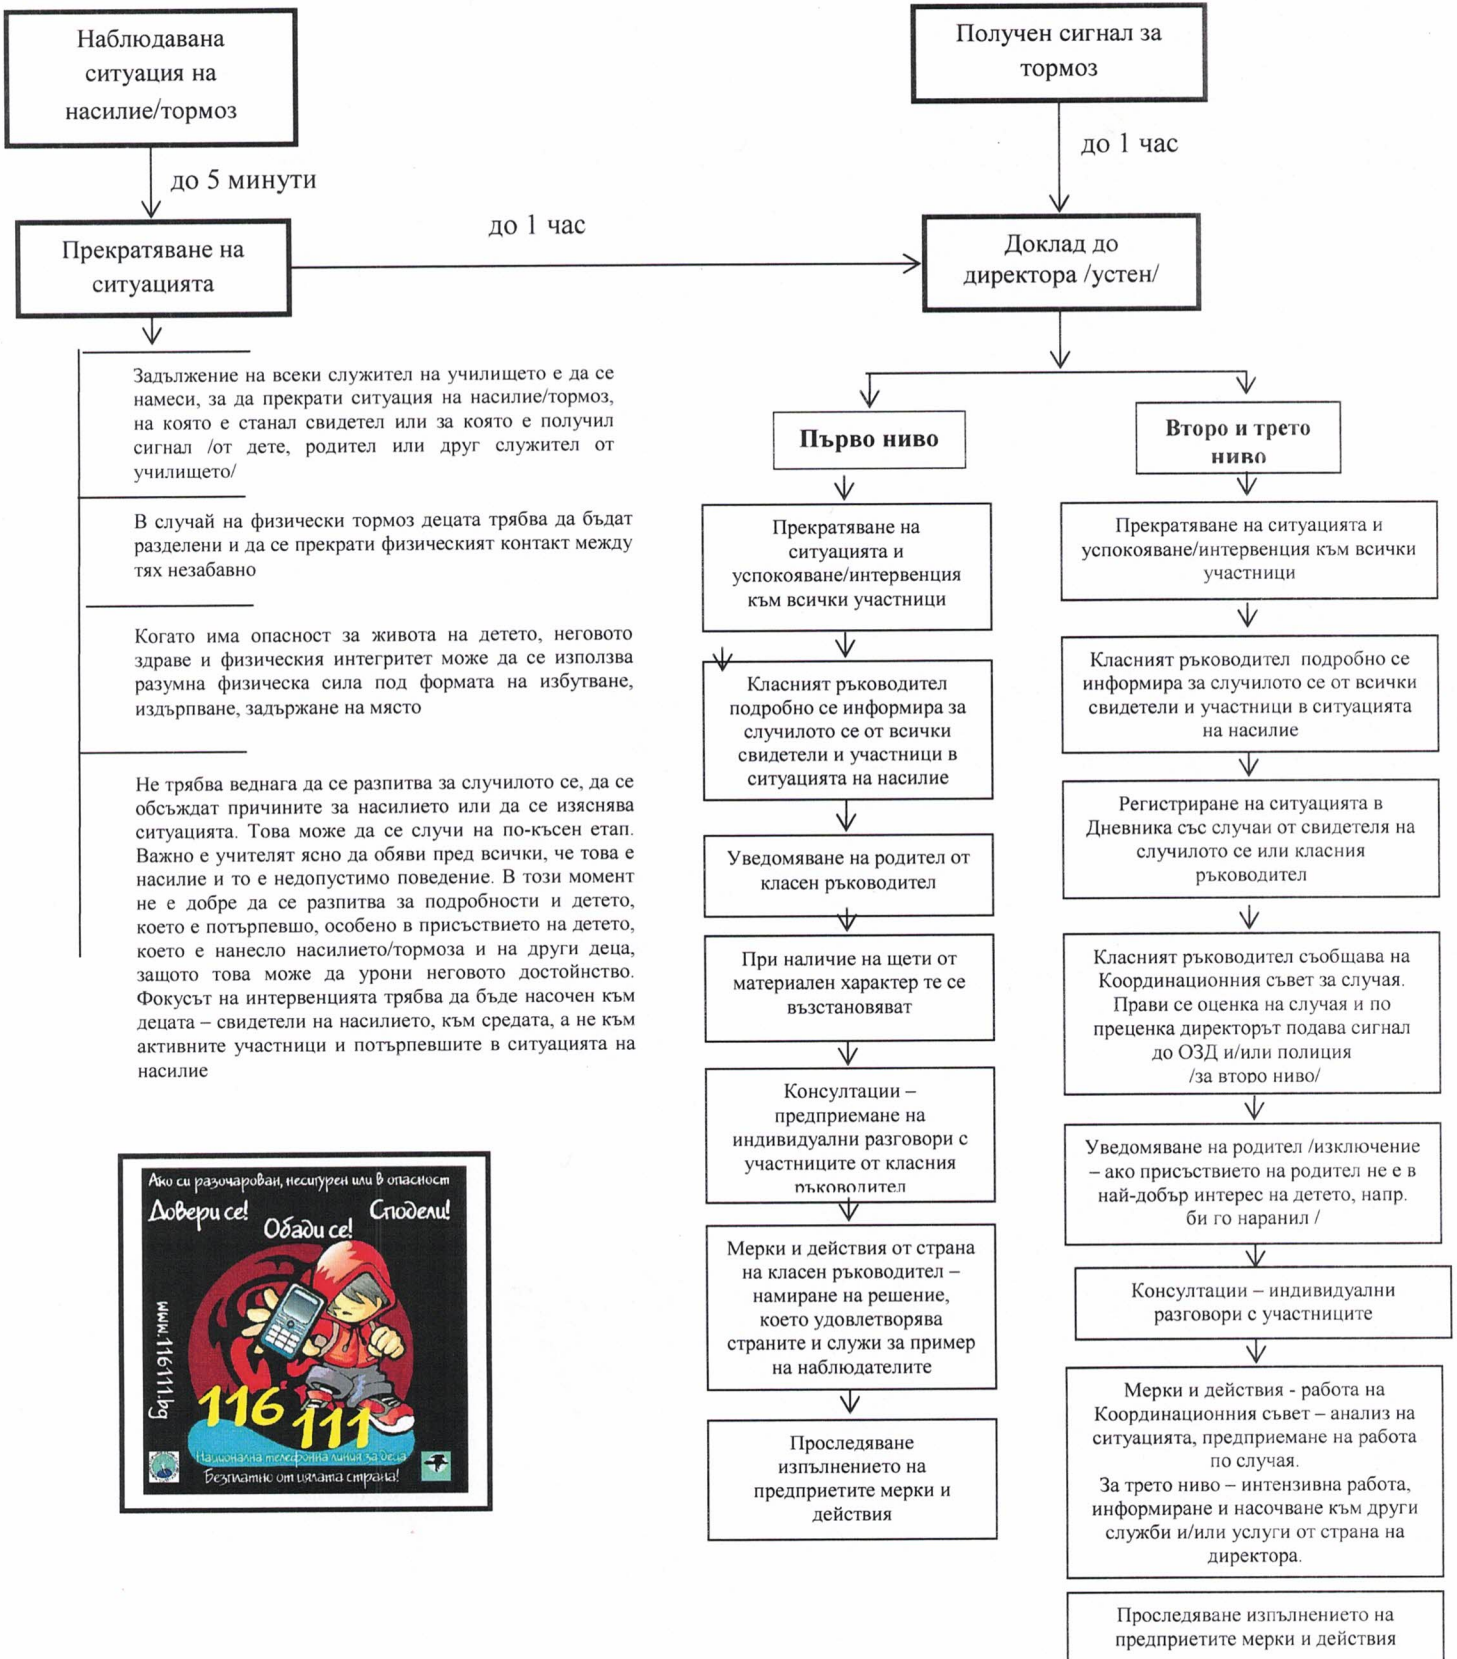 Наблюдавана
ситуация на
насилие/тормоз
Получен сигнал за
тормоз
до 5 минути
до 1 час
Прекратяване на
ситуацията
до 1 час
Доклад до
директора /устен/
Задължение на всеки служител на училището е да се
намеси, за да прекрати ситуация на насилие/тормоз,
на която е станал свидетел или за която е получил
сигнал /от дете, родител или друг служител от
училището/
В случай на физически тормоз децата трябва да бъдат
разделени и да се прекрати физическият контакт между
тях незабавно
Когато има опасност за живота на детето, неговото
здраве и физическия интегритет може да се използва
разумна физическа сила под формата на избутване,
издърпване, задържане на място
Не трябва веднага да се разпитва за случилото се, да се
обсъждат причините за насилието или да се изяснява
ситуацията. Това може да се случи на по-късен етап.
Важно е учителят ясно да обяви пред всички, че това е
насилие и то е недопустимо поведение. В този момент
не е добре да се разпитва за подробности и детето,
което е потърпевшо, особено в присъствието на детето,
което е нанесло насилието/тормоза и на други деца,
защото това може да урони неговото достойнство.
Фокусът на интервенцията трябва да бъде насочен към
децата – свидетели на насилието, към средата, а не към
активните участници и потърпевшите в ситуацията на
насилие
Първо ниво
Прекратяване на
ситуацията и
успокояване/интервенция
към всички участници
Класният ръководител
подробно се информира за
случилото се от всички
свидетели и участници в
ситуацията на насилие
Уведомяване на родител от
класен ръководител
При наличие на щети от
материален характер те се
възстановяват
Консултации –
предприемане на
индивидуални разговори с
участниците от класния
ръководител
Мерки и действия от страна
на класен ръководител –
намиране на решение,
което удовлетворява
страните и служи за пример
на наблюдателите
Проследяване
изпълнението на
предприетите мерки и
действия
Второ и трето
ниво
Прекратяване на ситуацията и
успокояване/интервенция към всички
участници
Класният ръководител подробно се
информира за случилото се от всички
свидетели и участници в ситуацията
на насилие
Регистриране на ситуацията в
Дневника със случаи от свидетеля на
случилото се или класния
ръководител
Класният ръководител съобщава на
Координационния съвет за случая.
Прави се оценка на случая и по
преценка директорът подава сигнал
до ОЗД и/или полиция
/за второ ниво/
Уведомяване на родител /изключение
– ако присъствието на родител не е в
най-добър интерес на детето, напр.
би го наранил /
Консултации – индивидуални
разговори с участниците
Мерки и действия - работа на
Координационния съвет – анализ на
ситуацията, предприемане на работа
по случая.
За трето ниво – интензивна работа,
информиране и насочване към други
служби и/или услуги от страна на
директора.
Проследяване изпълнението на
предприетите мерки и действия
Ако си разочарован, несигурен или в опасност
Довери се!
Обади се!
Сподели!
www.116111.bg
116 111
Национална телефонна линия за деца
Безплатно от цялата страна!